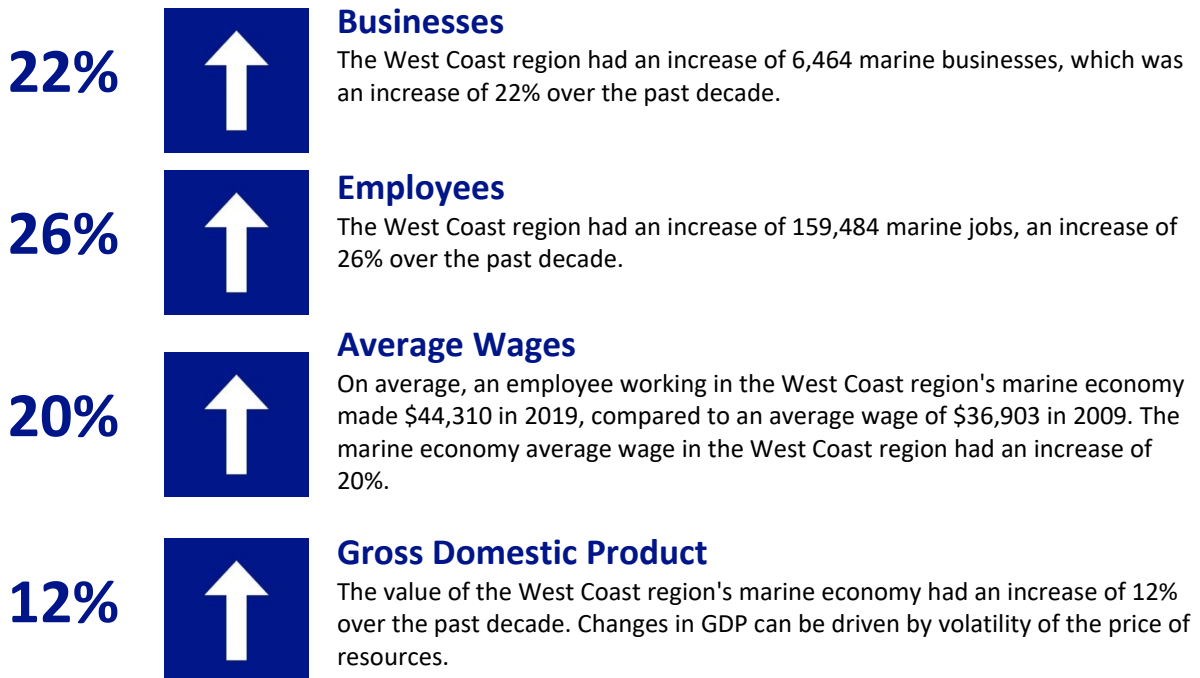 22%
Businesses
The West Coast region had an increase of 6,464 marine businesses, which was
an increase of 22% over the past decade.
26%
Employees
The West Coast region had an increase of 159,484 marine jobs, an increase of
26% over the past decade.
20%
Average Wages
On average, an employee working in the West Coast region's marine economy
made $44,310 in 2019, compared to an average wage of $36,903 in 2009. The
marine economy average wage in the West Coast region had an increase of
20%.
12%
Gross Domestic Product
The value of the West Coast region's marine economy had an increase of 12%
over the past decade. Changes in GDP can be driven by volatility of the price of
resources.